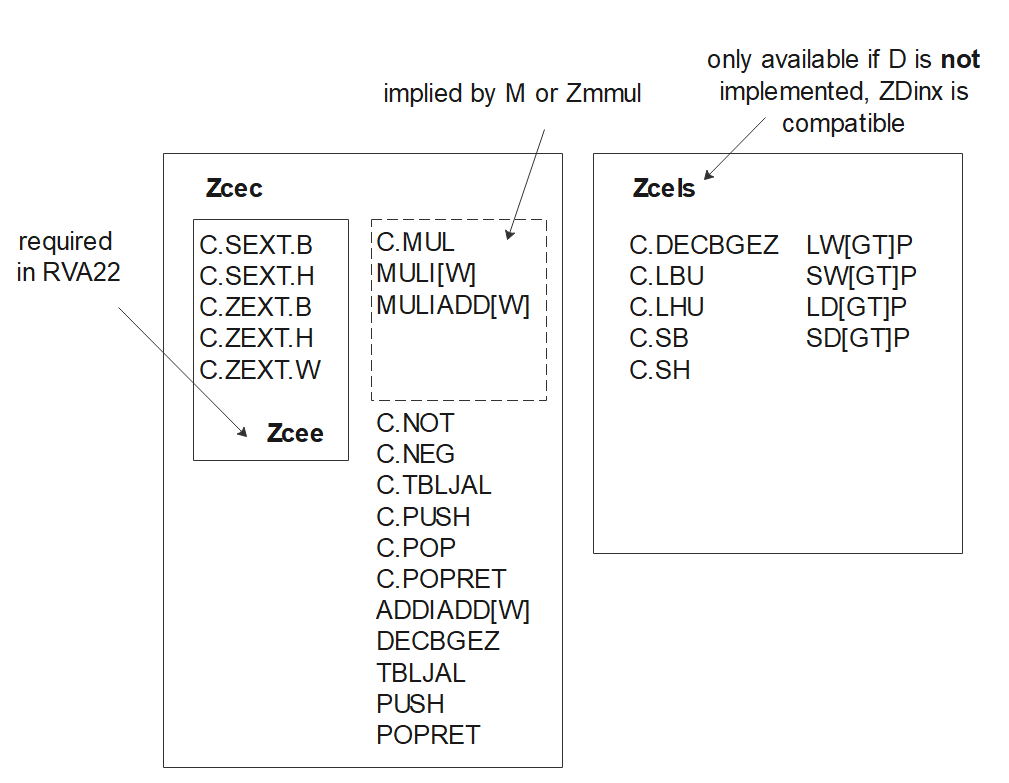 only available if D is not
implemented, ZDinx is
compatible
implied by M or Zmmul
required
in RVA22
Zcec
C.SEXT.B
C.SEXT.H
C.ZEXT.B
C.ZEXT.H
C.ZEXT.W
Zcee
C.MUL
MULI[W]
MULIADD[W]
C.NOT
C.NEG
C.TBLJAL
C.PUSH
C.POP
C.POPRET
ADDIADD[W]
DECBGEZ
TBLJAL
PUSH
POPRET
Zcels
C.DECBGEZ
C.LBU
C.LHU
C.SB
C.SH
LW[GT]P
SW[GT]P
LD[GT]P
SD[GT]P